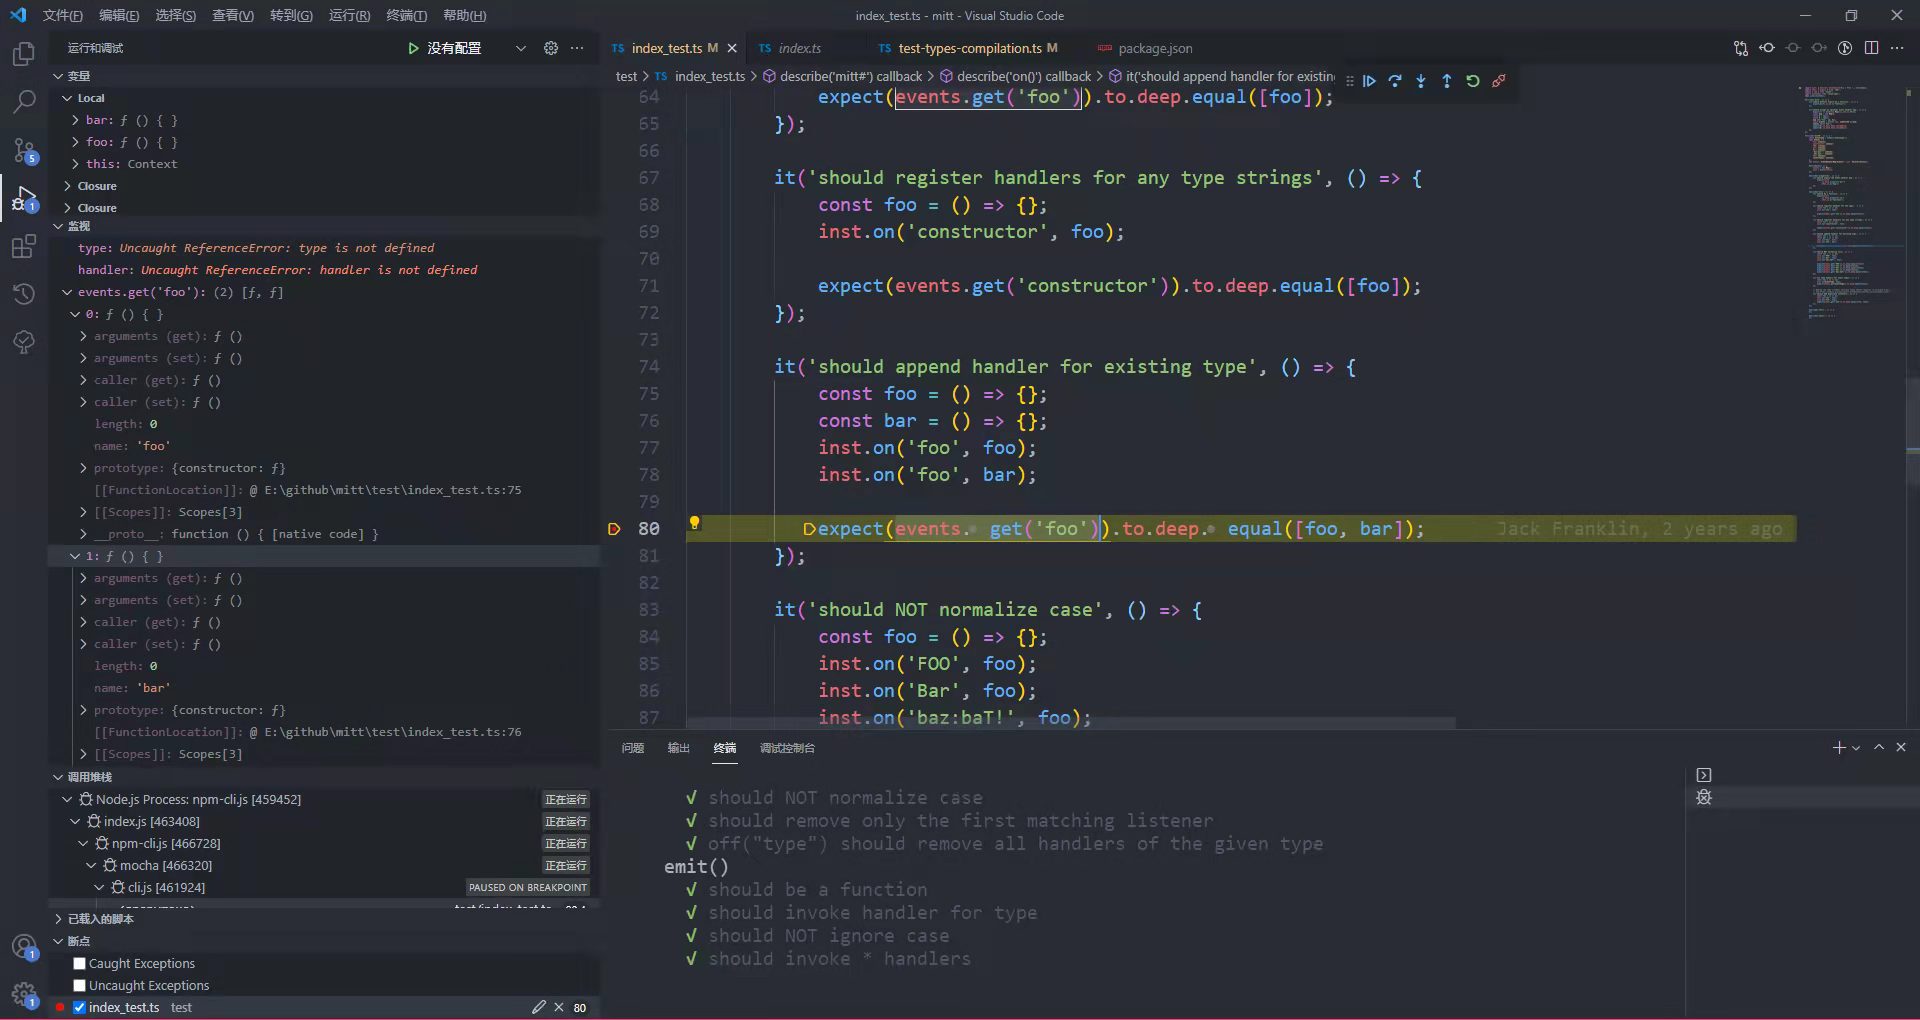 文件(F) 编辑(E) 选择(S) 查看(V) 转到(G) 运行(R) 终端(T) 帮助(H)
index_test.ts - mitt - Visual Studio Code
运行和调试
没有配置
变量
Local
bar: ƒ () { }
foo: ƒ () { }
this: Context
Closure
Closure
监视
type: Uncaught ReferenceError: type is not defined
handler: Uncaught ReferenceError: handler is not defined
events.get('foo'): (2) [ƒ, ƒ]
0: ƒ () { }
arguments (get): ƒ ()
arguments (set): ƒ ()
caller (get): ƒ ()
caller (set): ƒ ()
length: 0
name: 'foo'
prototype: {constructor: ƒ}
[[FunctionLocation]]: @ E:\github\mitt\test\index_test.ts:75
[[Scopes]]: Scopes[3]
__proto__: function () { [native code] }
1: ƒ () { }
arguments (get): ƒ ()
arguments (set): ƒ ()
caller (get): ƒ ()
caller (set): ƒ ()
length: 0
name: 'bar'
prototype: {constructor: ƒ}
[[FunctionLocation]]: @ E:\github\mitt\test\index_test.ts:76
[[Scopes]]: Scopes[3]
调用堆栈
Node.js Process: npm-cli.js [459452] 正在运行
index.js [463408] 正在运行
npm-cli.js [466728] 正在运行
mocha [466320] 正在运行
cli.js [461924] PAUSED ON BREAKPOINT
已载入的脚本
断点
Caught Exceptions
Uncaught Exceptions
index_test.ts test 80
5
1
1
1
TS index_test.ts M
TS index.ts
TS test-types-compilation.ts M
package.json
test > TS index_test.ts > describe('mitt#') callback > describe('on()') callback > it('should append handler for existin
64 expect(events.get('foo')).to.deep.equal([foo]);
65 });
66
67 it('should register handlers for any type strings', () => {
68 const foo = () => {};
69 inst.on('constructor', foo);
70
71 expect(events.get('constructor')).to.deep.equal([foo]);
72 });
73
74 it('should append handler for existing type', () => {
75 const foo = () => {};
76 const bar = () => {};
77 inst.on('foo', foo);
78 inst.on('foo', bar);
79
80 expect(events. get('foo')).to.deep. equal([foo, bar]); Jack Franklin, 2 years ago
81 });
82
83 it('should NOT normalize case', () => {
84 const foo = () => {};
85 inst.on('FOO', foo);
86 inst.on('Bar', foo);
87 inst.on('baz:baT!', foo);
问题 输出 终端 调试控制台
√ should NOT normalize case
√ should remove only the first matching listener
√ off("type") should remove all handlers of the given type
emit()
√ should be a function
√ should invoke handler for type
√ should NOT ignore case
√ should invoke * handlers